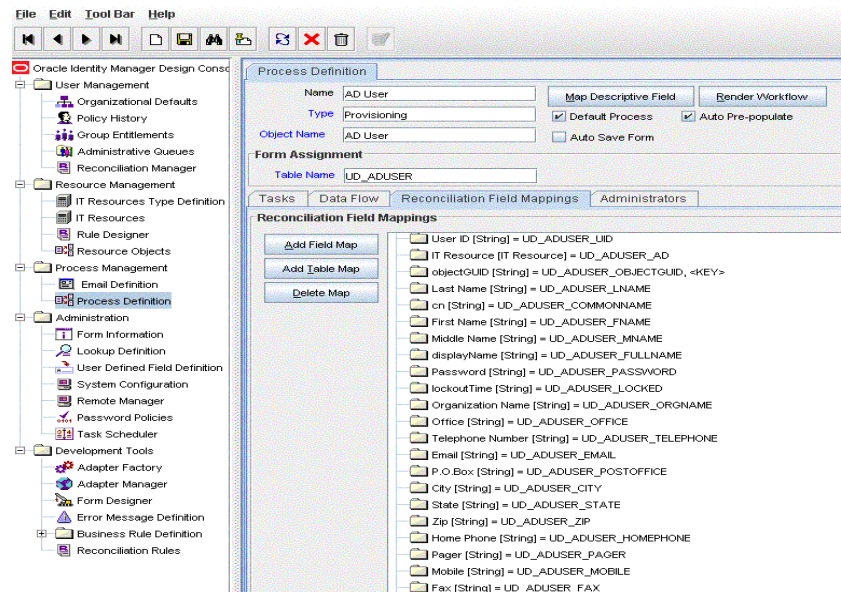 File Edit Tool Bar Help
Oracle Identity Manager Design Consc
User Management
Organizational Defaults
Policy History
Group Entitlements
Administrative Queues
Reconciliation Manager
Resource Management
IT Resources Type Definition
IT Resources
Rule Designer
Resource Objects
Process Management
Email Definition
Process Definition
Administration
Form Information
Lookup Definition
User Defined Field Definition
System Configuration
Remote Manager
Password Policies
Task Scheduler
Development Tools
Adapter Factory
Adapter Manager
Form Designer
Error Message Definition
Business Rule Definition
Reconciliation Rules
Process Definition
Name AD User Map Descriptive Field Render Workflow
Type Provisioning Default Process Auto Pre-populate
Object Name AD User Auto Save Form
Form Assignment
Table Name UD_ADUSER
Tasks Data Flow Reconciliation Field Mappings Administrators
Reconciliation Field Mappings
Add Field Map
Add Table Map
Delete Map
User ID [String] = UD_ADUSER_UID
IT Resource [IT Resource] = UD_ADUSER_AD
objectGUID [String] = UD_ADUSER_OBJECTGUID, <KEY>
Last Name [String] = UD_ADUSER_LNAME
cn [String] = UD_ADUSER_COMMONNAME
First Name [String] = UD_ADUSER_FNAME
Middle Name [String] = UD_ADUSER_MNAME
displayName [String] = UD_ADUSER_FULLNAME
Password [String] = UD_ADUSER_PASSWORD
lockoutTime [String] = UD_ADUSER_LOCKED
Organization Name [String] = UD_ADUSER_ORGNAME
Office [String] = UD_ADUSER_OFFICE
Telephone Number [String] = UD_ADUSER_TELEPHONE
Email [String] = UD_ADUSER_EMAIL
P.O.Box [String] = UD_ADUSER_POSTOFFICE
City [String] = UD_ADUSER_CITY
State [String] = UD_ADUSER_STATE
Zip [String] = UD_ADUSER_ZIP
Home Phone [String] = UD_ADUSER_HOMEPHONE
Pager [String] = UD_ADUSER_PAGER
Mobile [String] = UD_ADUSER_MOBILE
Fax [String] = UD_ADUSER_FAX